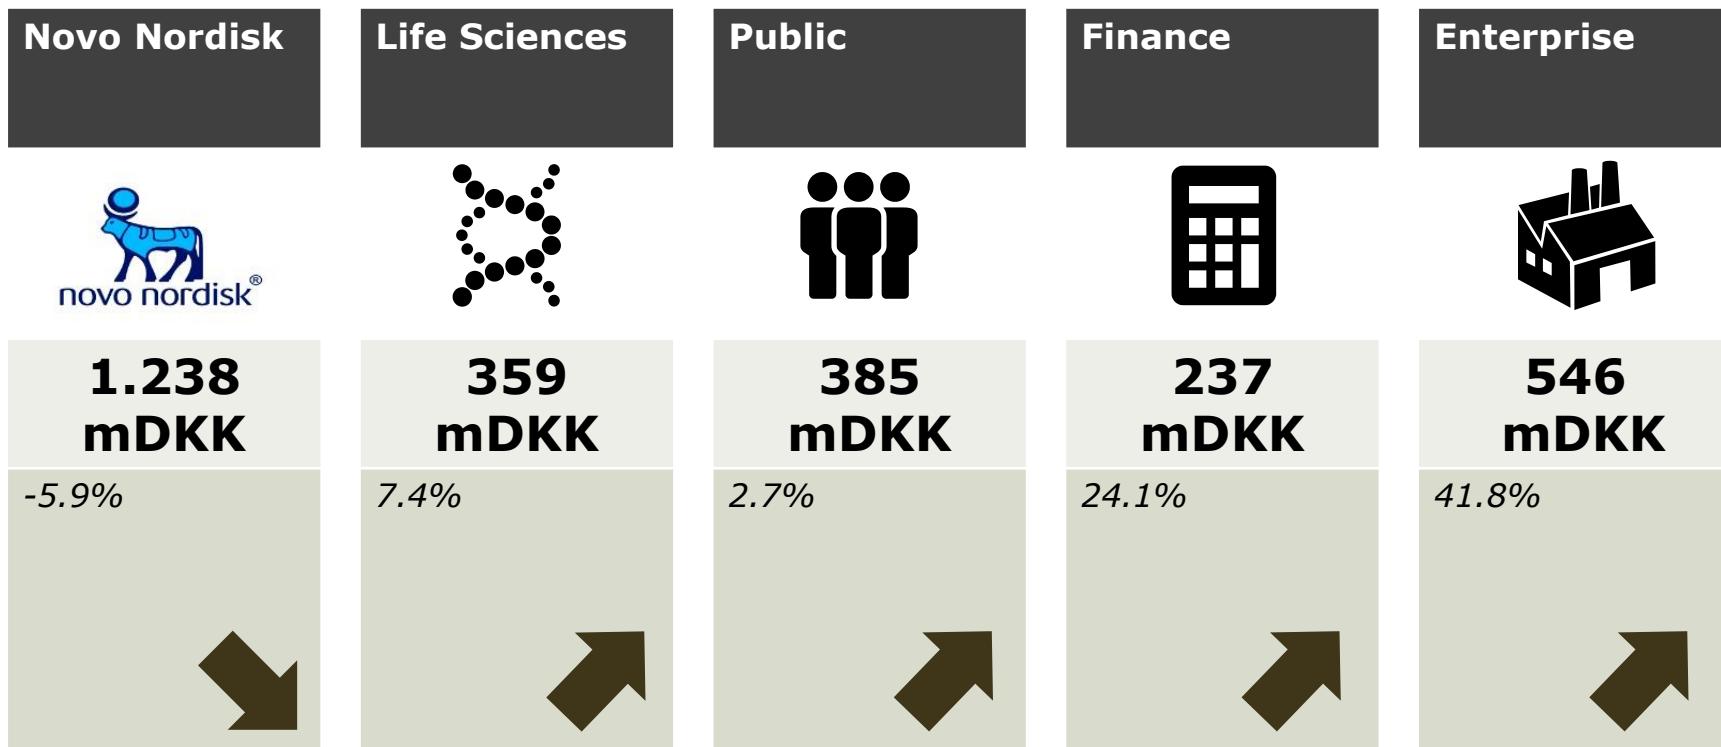 Novo Nordisk
Life Sciences
Public
Finance
Enterprise
novo nordisk®
1.238
mDKK
359
mDKK
385
mDKK
237
mDKK
546
mDKK
-5.9%
7.4%
2.7%
24.1%
41.8%